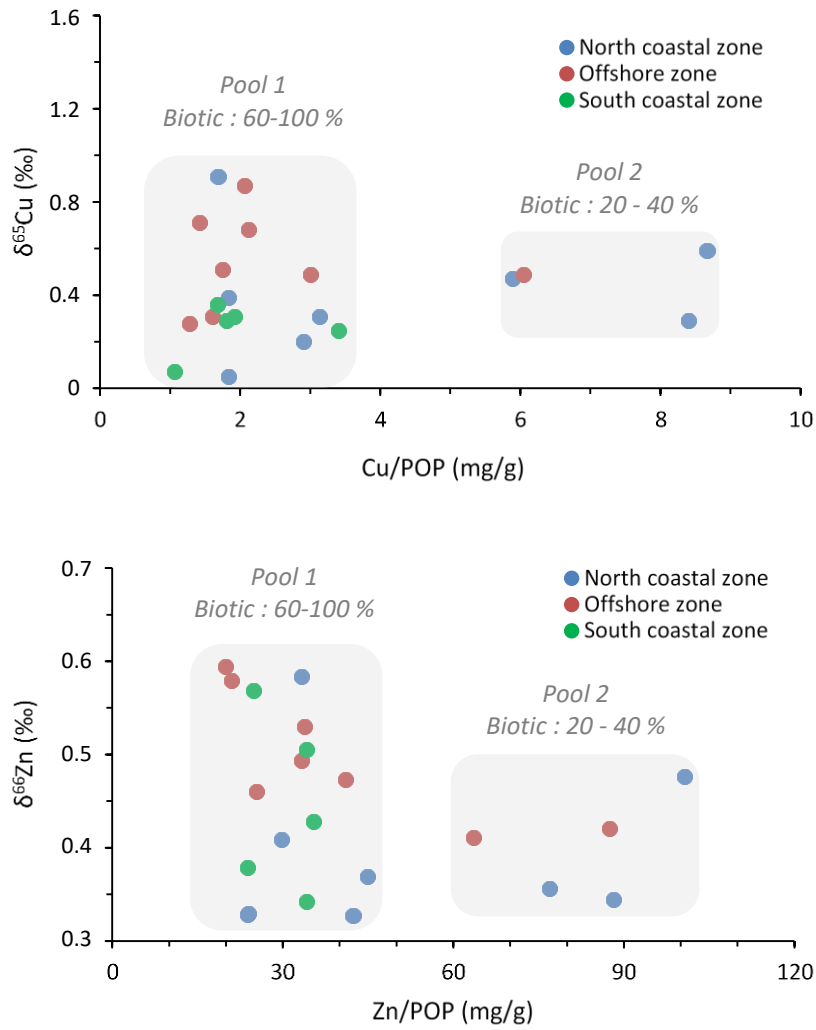 1.6
1.2
0.8
0.4
0
δ⁶⁵Cu (‰)
Pool 1
Biotic : 60-100 %
North coastal zone
Offshore zone
South coastal zone
Pool 2
Biotic : 20 - 40 %
0 2 4 6 8 10
Cu/POP (mg/g)
0.7
0.6
0.5
0.4
0.3
δ⁶⁶Zn (‰)
Pool 1
Biotic : 60-100 %
North coastal zone
Offshore zone
South coastal zone
Pool 2
Biotic : 20 - 40 %
0 30 60 90 120
Zn/POP (mg/g)